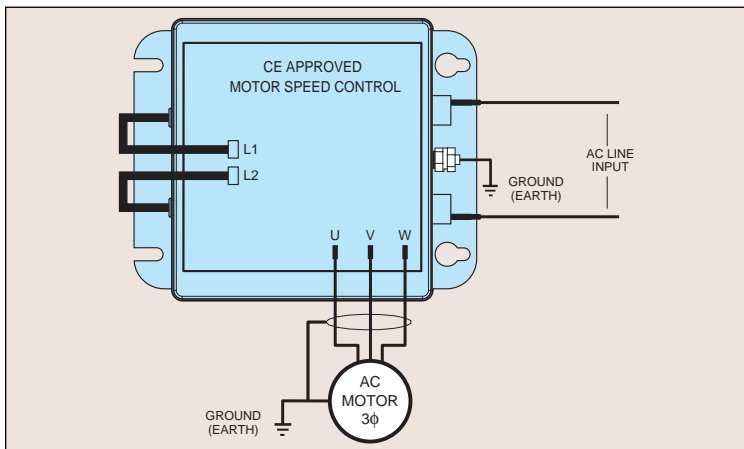 CE APPROVED
MOTOR SPEED CONTROL
L1
L2
AC LINE
INPUT
GROUND
(EARTH)
U V W
AC
MOTOR
3ϕ
GROUND
(EARTH)